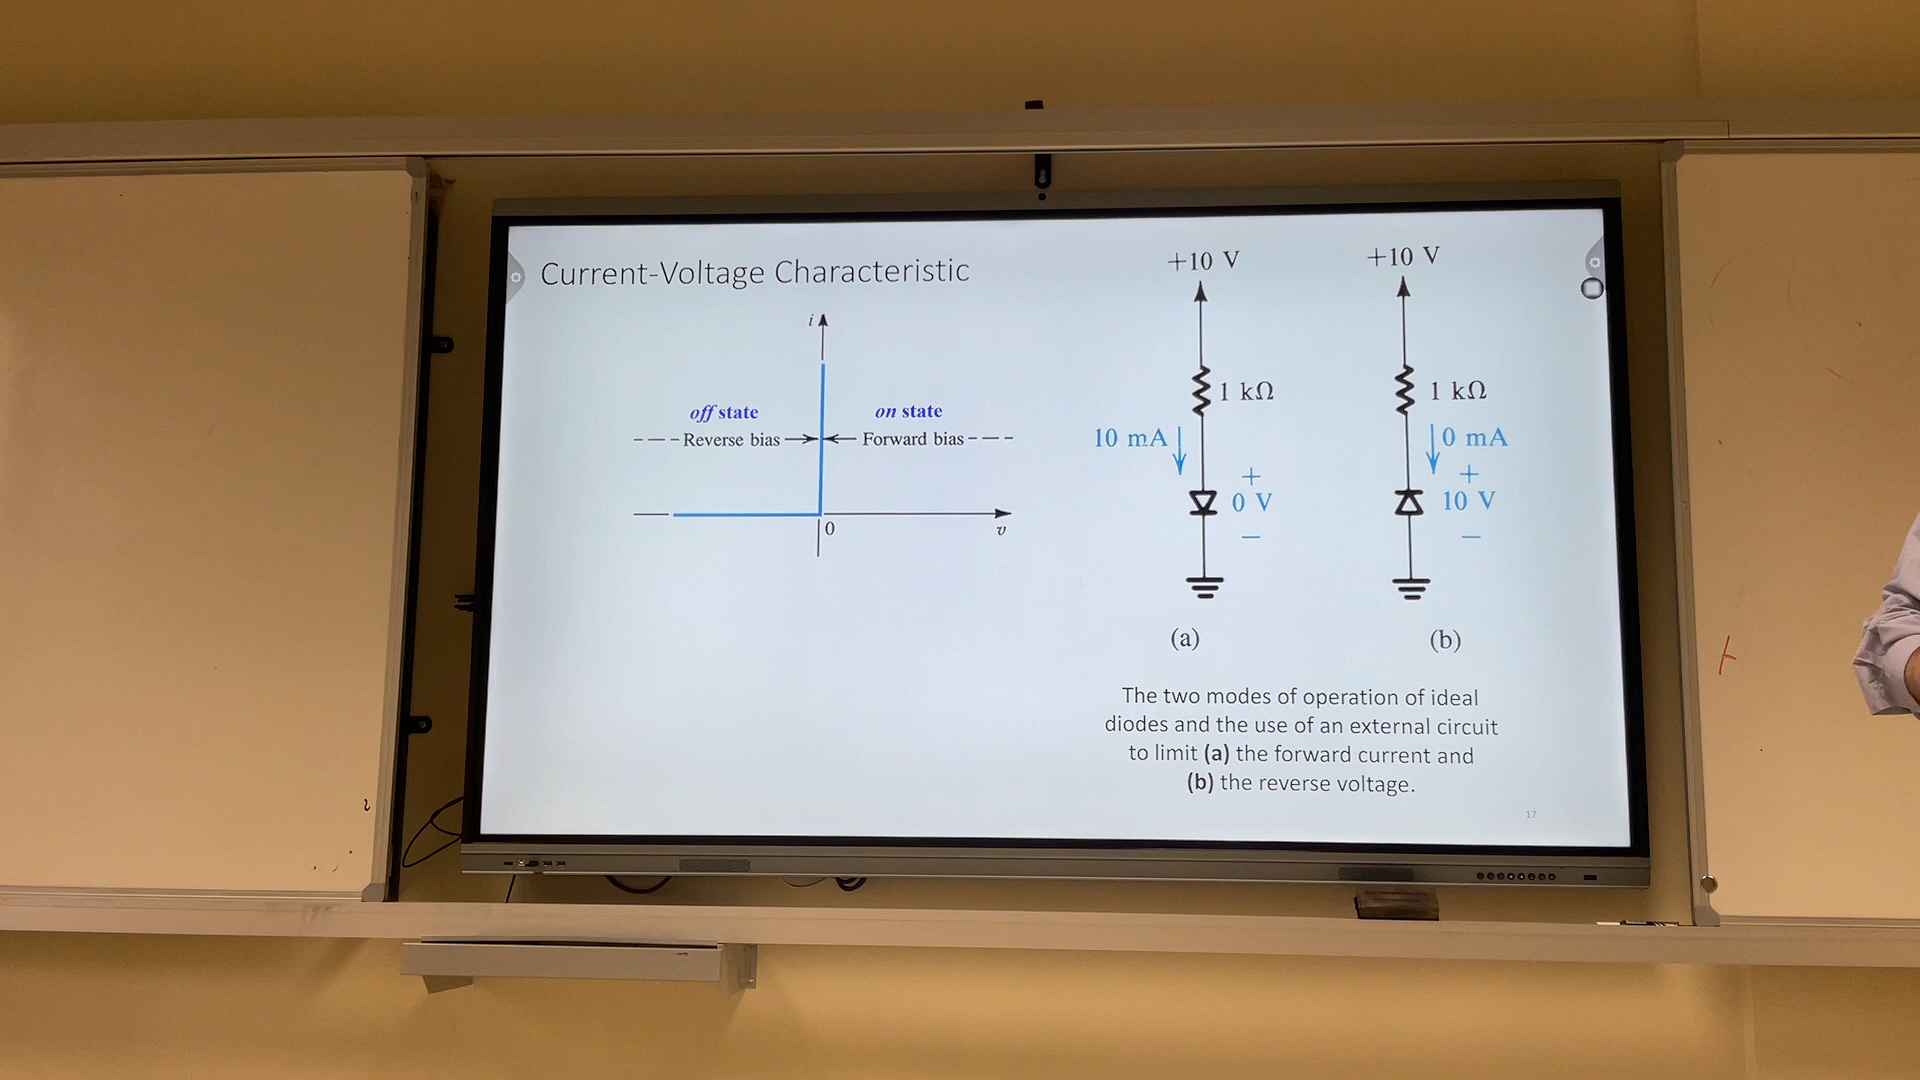 Current-Voltage Characteristic
i
off state
on state
Reverse bias
Forward bias
0
v
+10 V
1 kΩ
10 mA
+
0 V
−
(a)
+10 V
1 kΩ
0 mA
+
10 V
−
(b)
The two modes of operation of ideal
diodes and the use of an external circuit
to limit (a) the forward current and
(b) the reverse voltage.
17